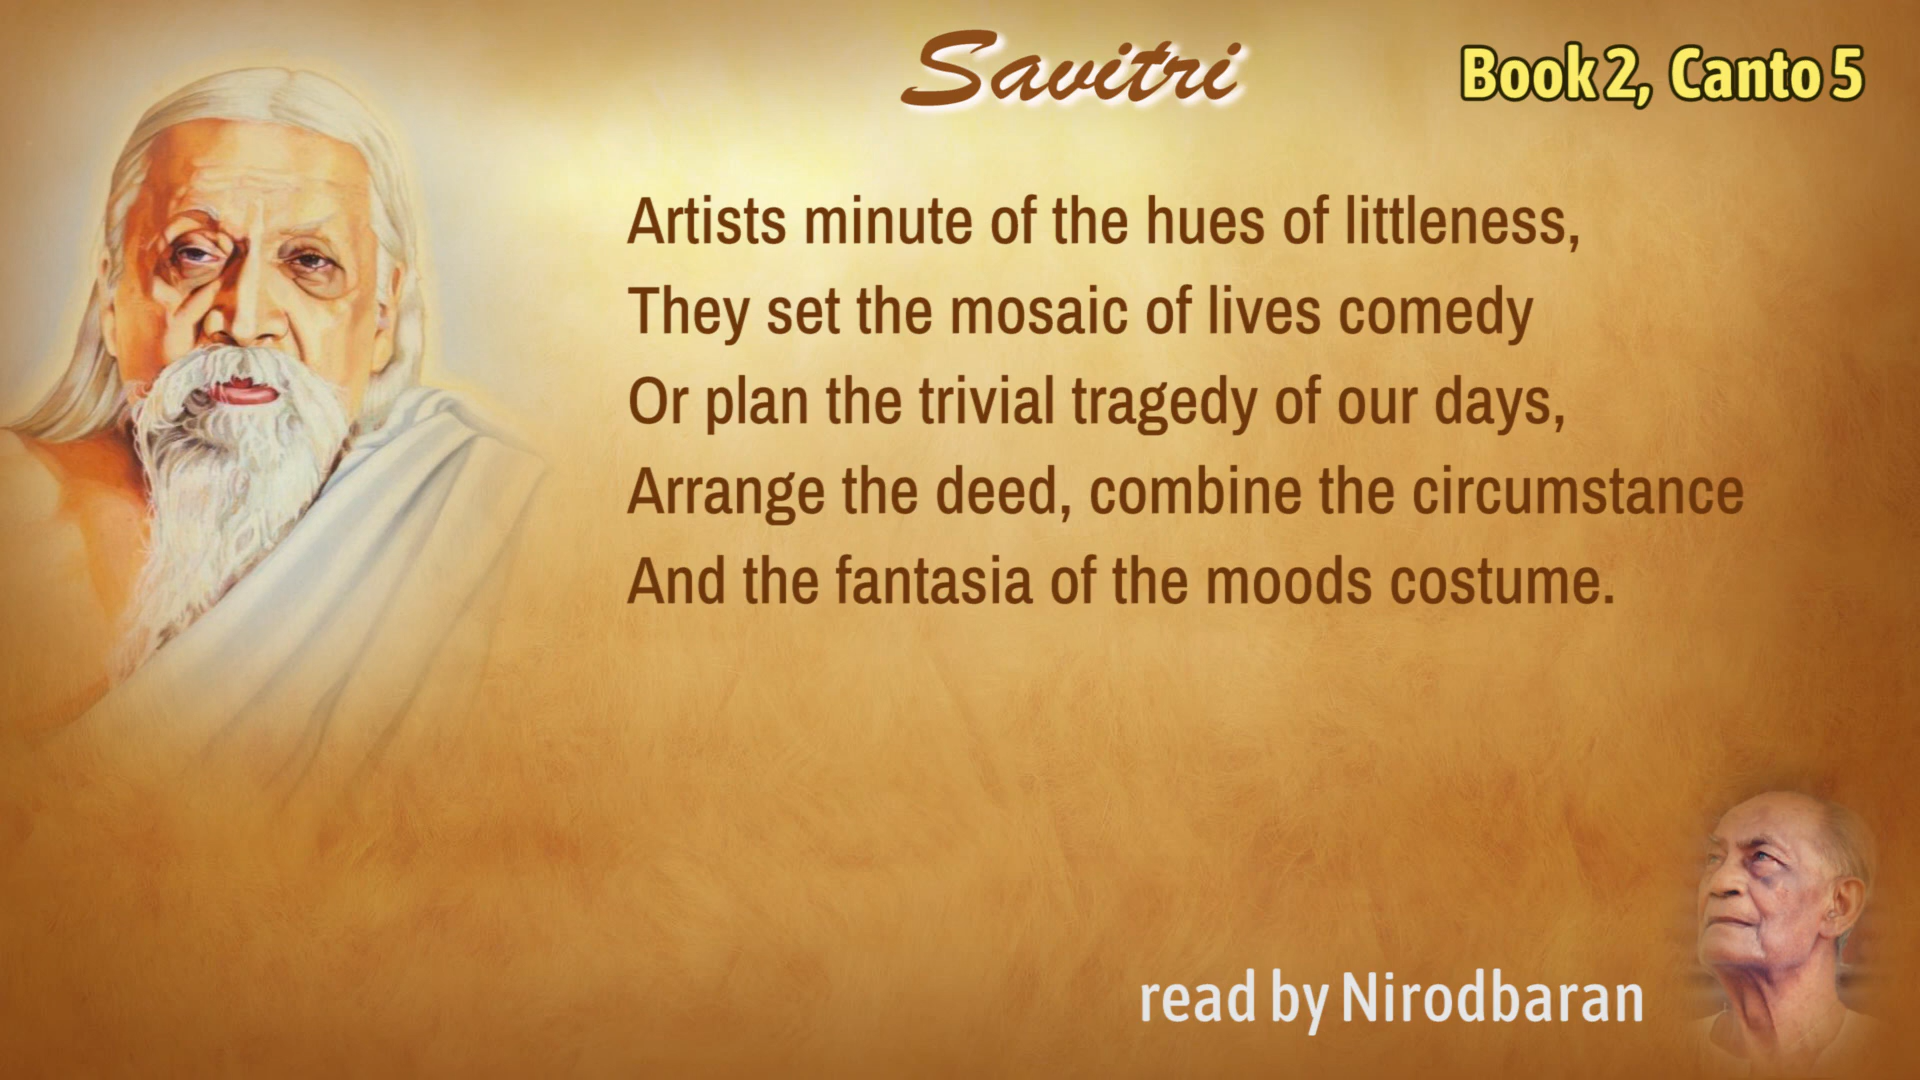 Savitri
Book 2, Canto 5
Artists minute of the hues of littleness,
They set the mosaic of lives comedy
Or plan the trivial tragedy of our days,
Arrange the deed, combine the circumstance
And the fantasia of the moods costume.
read by Nirodbaran